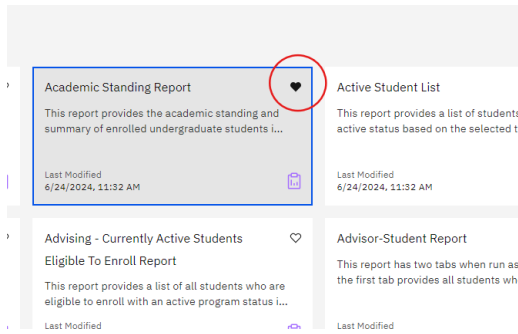 Academic Standing Report
This report provides the academic standing and
summary of enrolled undergraduate students i...
Last Modified
6/24/2024, 11:32 AM
Active Student List
This report provides a list of students
active status based on the selected t
Last Modified
6/24/2024, 11:32 AM
Advising - Currently Active Students
Eligible To Enroll Report
This report provides a list of all students who are
eligible to enroll with an active program status i...
Last Modified
Advisor-Student Report
This report has two tabs when run as
the first tab provides all students wh
Last Modified